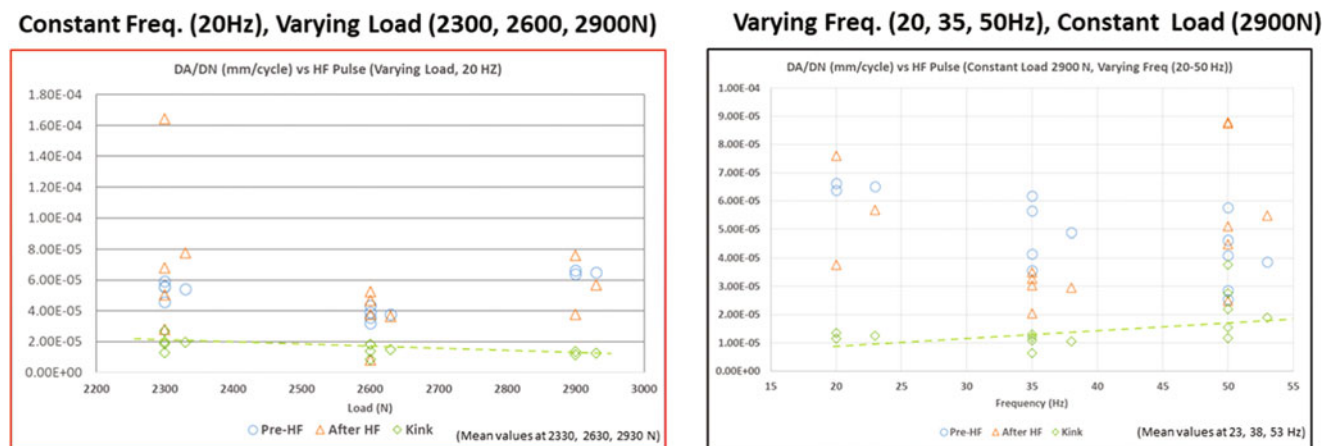 Constant Freq. (20Hz), Varying Load (2300, 2600, 2900N)
DA/DN (mm/cycle) vs HF Pulse (Varying Load, 20 HZ)
1.80E-04
1.60E-04
1.40E-04
1.20E-04
1.00E-04
8.00E-05
6.00E-05
4.00E-05
2.00E-05
0.00E+00
2200 2300 2400 2500 2600 2700 2800 2900 3000
Load (N)
Pre-HF After HF Kink
(Mean values at 2330, 2630, 2930 N)
Varying Freq. (20, 35, 50Hz), Constant Load (2900N)
DA/DN (mm/cycle) vs HF Pulse (Constant Load 2900 N, Varying Freq (20-50 Hz))
1.00E-04
9.00E-05
8.00E-05
7.00E-05
6.00E-05
5.00E-05
4.00E-05
3.00E-05
2.00E-05
1.00E-05
0.00E+00
15 20 25 30 35 40 45 50 55
Frequency (Hz)
Pre-HF After HF Kink
(Mean values at 23, 38, 53 Hz)